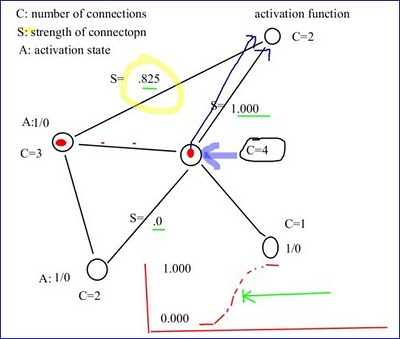 C: number of connections
activation function
S: strength of connectopn
C=2
A: activation state
S= .825
S= 1.000
A:1/0
C=4
C=3
C=1
S= .0
1/0
A: 1/0
1.000
C=2
0.000